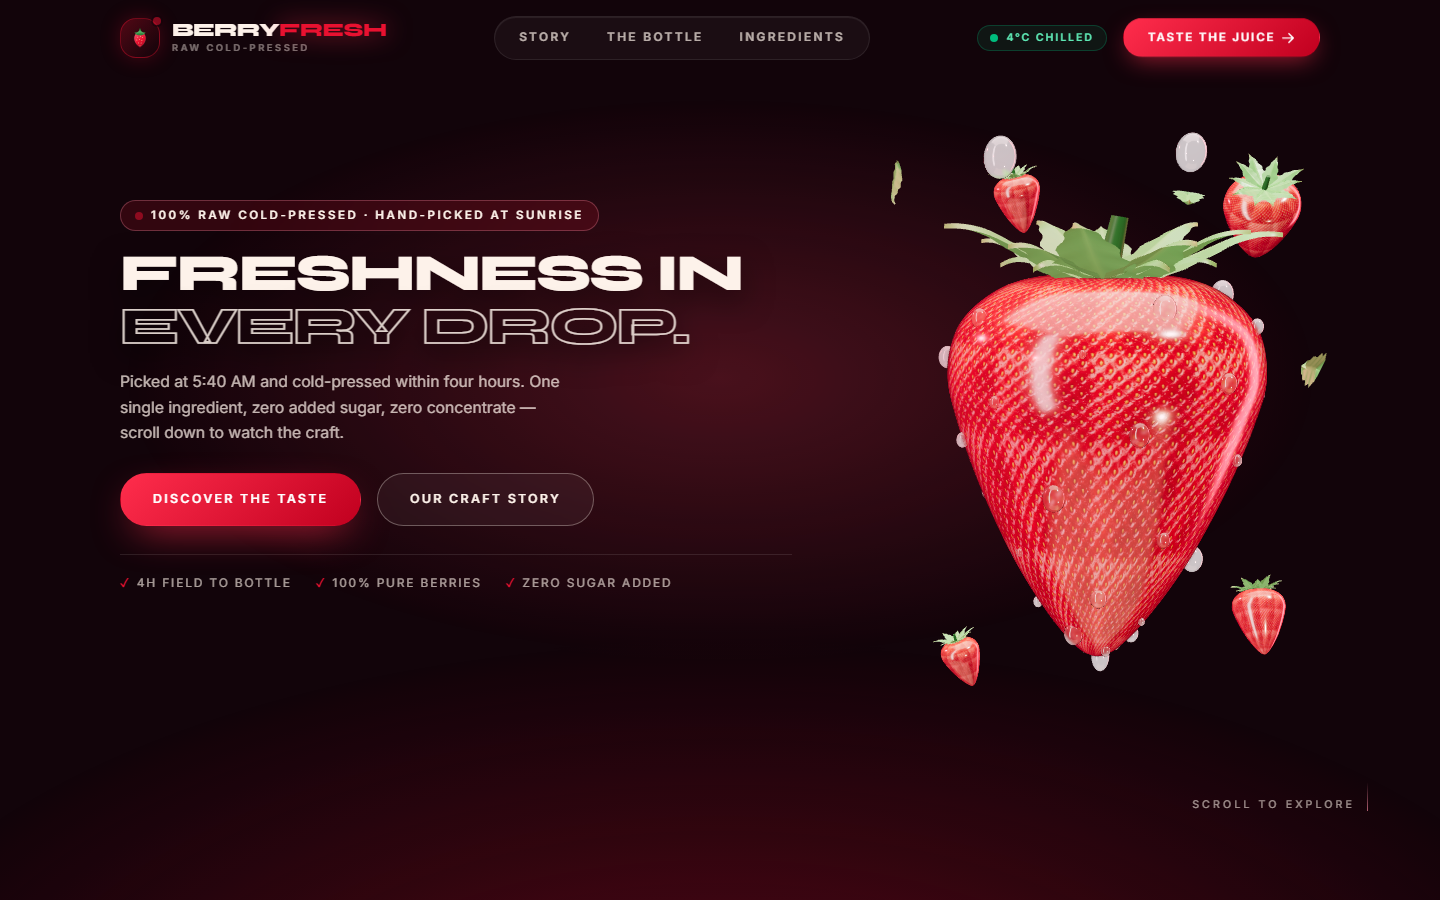 BERRYFRESH
RAW COLD-PRESSED
STORY
THE BOTTLE
INGREDIENTS
4°C CHILLED
TASTE THE JUICE →
100% RAW COLD-PRESSED · HAND-PICKED AT SUNRISE
FRESHNESS IN
EVERY DROP.
Picked at 5:40 AM and cold-pressed within four hours. One
single ingredient, zero added sugar, zero concentrate —
scroll down to watch the craft.
DISCOVER THE TASTE
OUR CRAFT STORY
✓ 4H FIELD TO BOTTLE
✓ 100% PURE BERRIES
✓ ZERO SUGAR ADDED
SCROLL TO EXPLORE